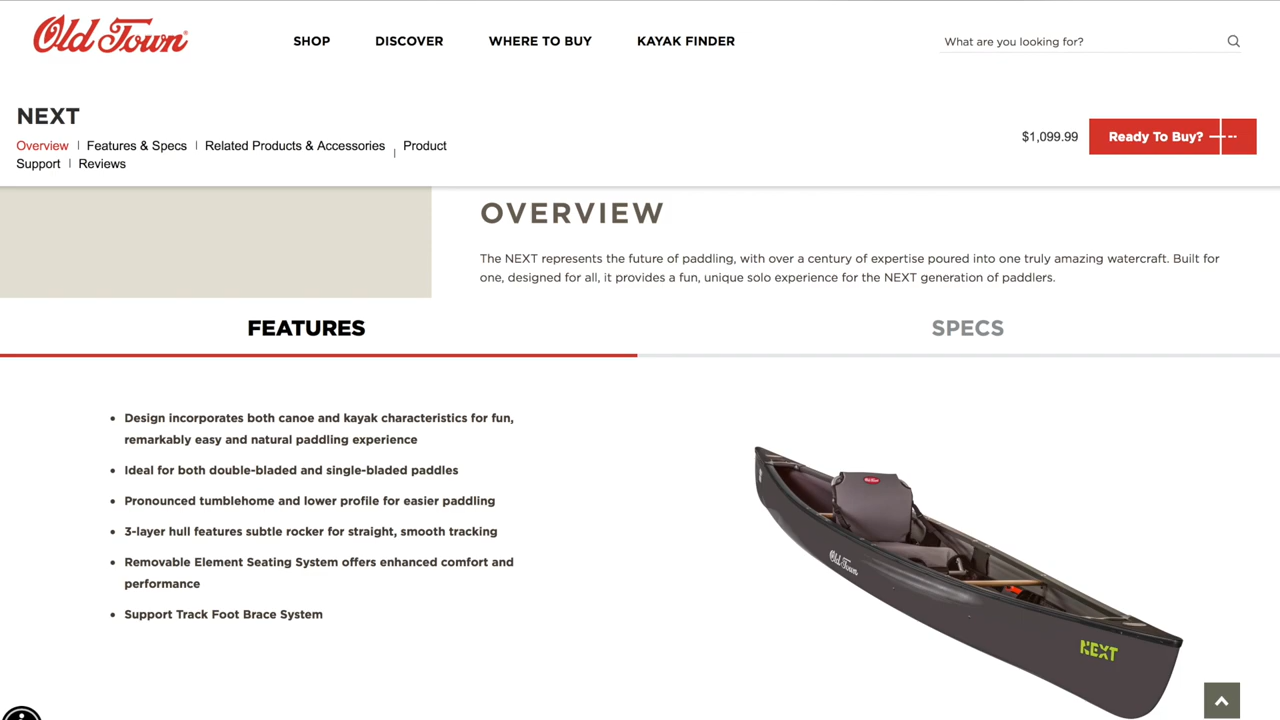 Old Town
SHOP DISCOVER WHERE TO BUY KAYAK FINDER
What are you looking for?
NEXT
Overview | Features & Specs | Related Products & Accessories | Product
Support | Reviews
$1,099.99
Ready To Buy?
OVERVIEW
The NEXT represents the future of paddling, with over a century of expertise poured into one truly amazing watercraft. Built for
one, designed for all, it provides a fun, unique solo experience for the NEXT generation of paddlers.
FEATURES
SPECS
• Design incorporates both canoe and kayak characteristics for fun,
remarkably easy and natural paddling experience
• Ideal for both double-bladed and single-bladed paddles
• Pronounced tumblehome and lower profile for easier paddling
• 3-layer hull features subtle rocker for straight, smooth tracking
• Removable Element Seating System offers enhanced comfort and
performance
• Support Track Foot Brace System
Old Town
Old Town
NEXT